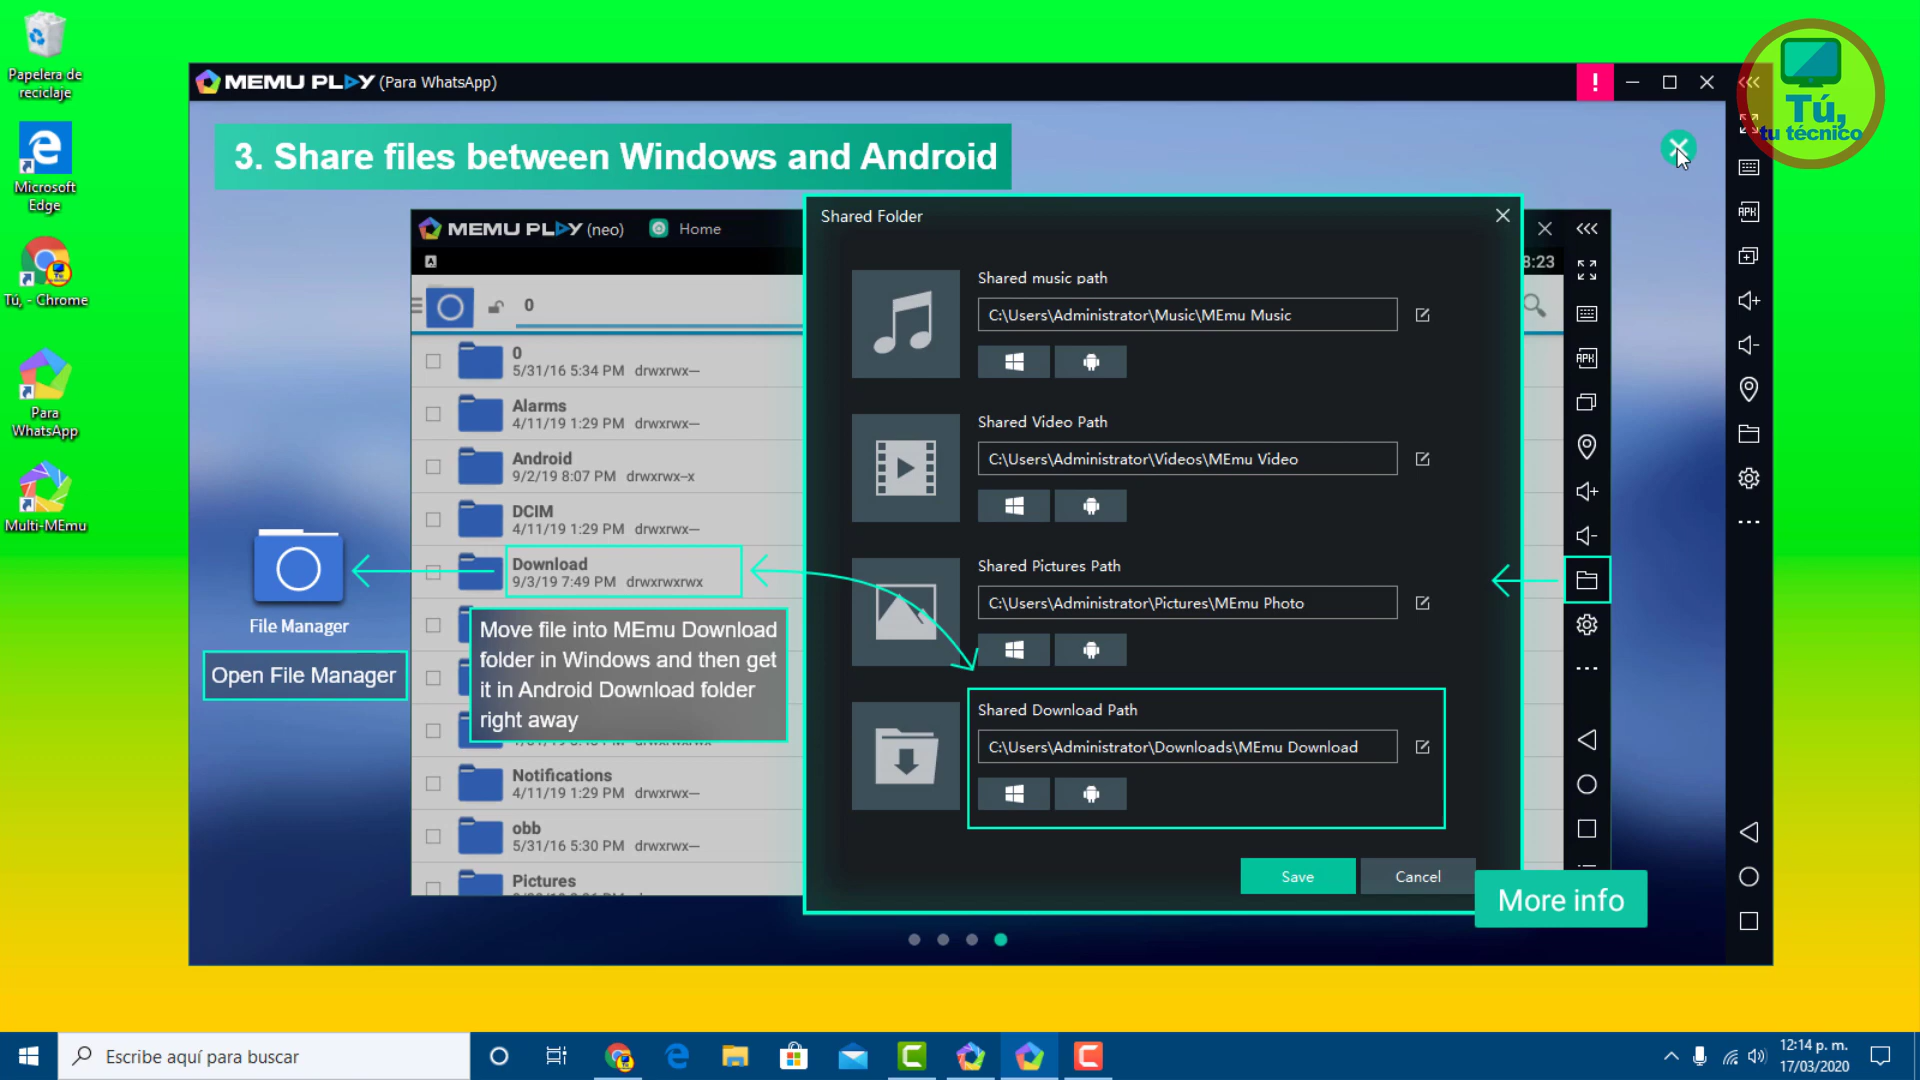 Papelera de
reciclaje
Microsoft
Edge
Tú, - Chrome
Para
WhatsApp
Multi-MEmu
MEMU PLAY (Para WhatsApp)
!
Tú,
tu técnico
3. Share files between Windows and Android
MEMU PLAY (neo)
Home
A
8:23
0
0
5/31/16 5:34 PM drwxrwx—
Alarms
4/11/19 1:29 PM drwxrwx—
Android
9/2/19 8:07 PM drwxrwx--x
DCIM
4/11/19 1:29 PM drwxrwx—
Download
9/3/19 7:49 PM drwxrwxrwx
Notifications
4/11/19 1:29 PM drwxrwx—
obb
5/31/16 5:30 PM drwxrwx—
Pictures
File Manager
Open File Manager
Move file into MEmu Download
folder in Windows and then get
it in Android Download folder
right away
Shared Folder
Shared music path
C:\Users\Administrator\Music\MEmu Music
Shared Video Path
C:\Users\Administrator\Videos\MEmu Video
Shared Pictures Path
C:\Users\Administrator\Pictures\MEmu Photo
Shared Download Path
C:\Users\Administrator\Downloads\MEmu Download
Save
Cancel
APK
APK
More info
Escribe aquí para buscar
12:14 p. m.
17/03/2020